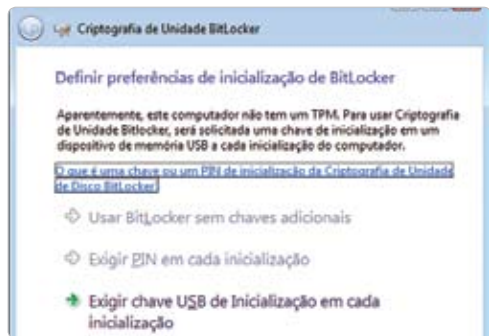 Criptografia de Unidade BitLocker
Definir preferências de inicialização de BitLocker
Aparentemente, este computador não tem um TPM. Para usar Criptografia
de Unidade Bitlocker, será solicitada uma chave de inicialização em um
dispositivo de memória USB a cada inicialização do computador.
O que é uma chave ou um PIN de inicialização da Criptografia de Unidade
de Disco BitLocker?
Usar BitLocker sem chaves adicionais
Exigir PIN em cada inicialização
Exigir chave USB de Inicialização em cada
inicialização